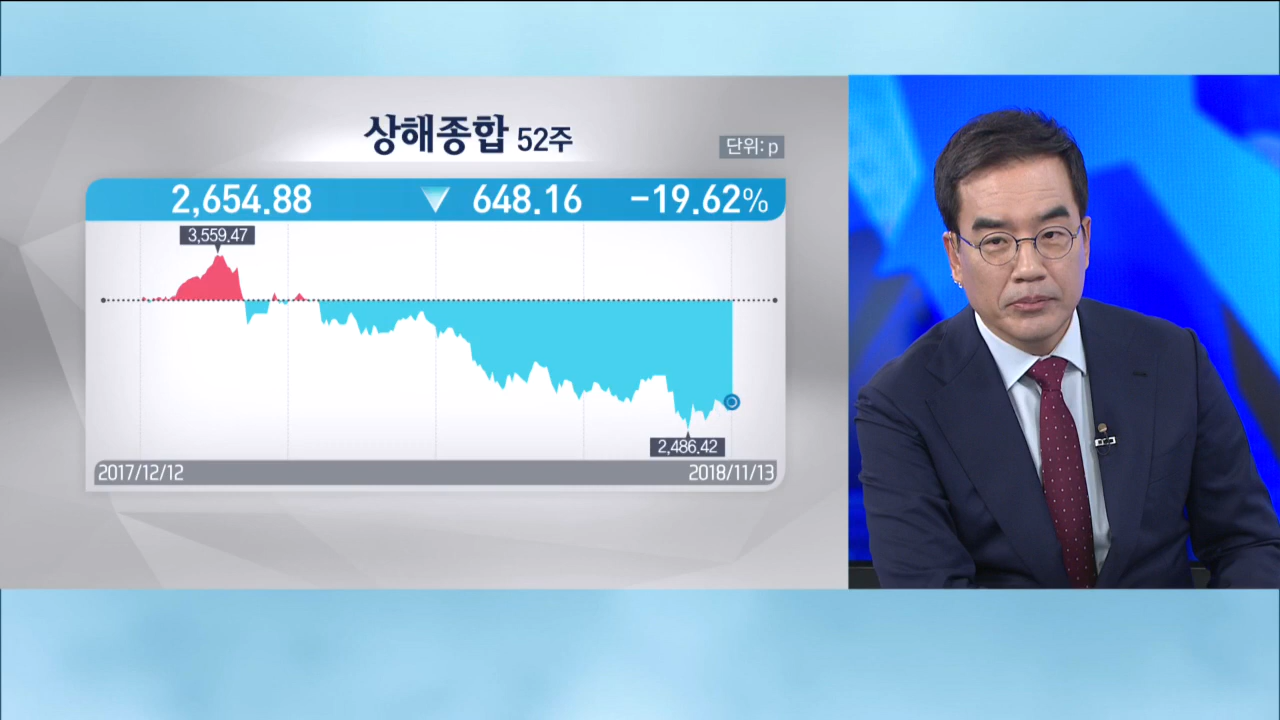 상해종합 52주
단위: p
2,654.88 ▼ 648.16 -19.62%
3,559.47
2,486.42
2017/12/12 2018/11/13